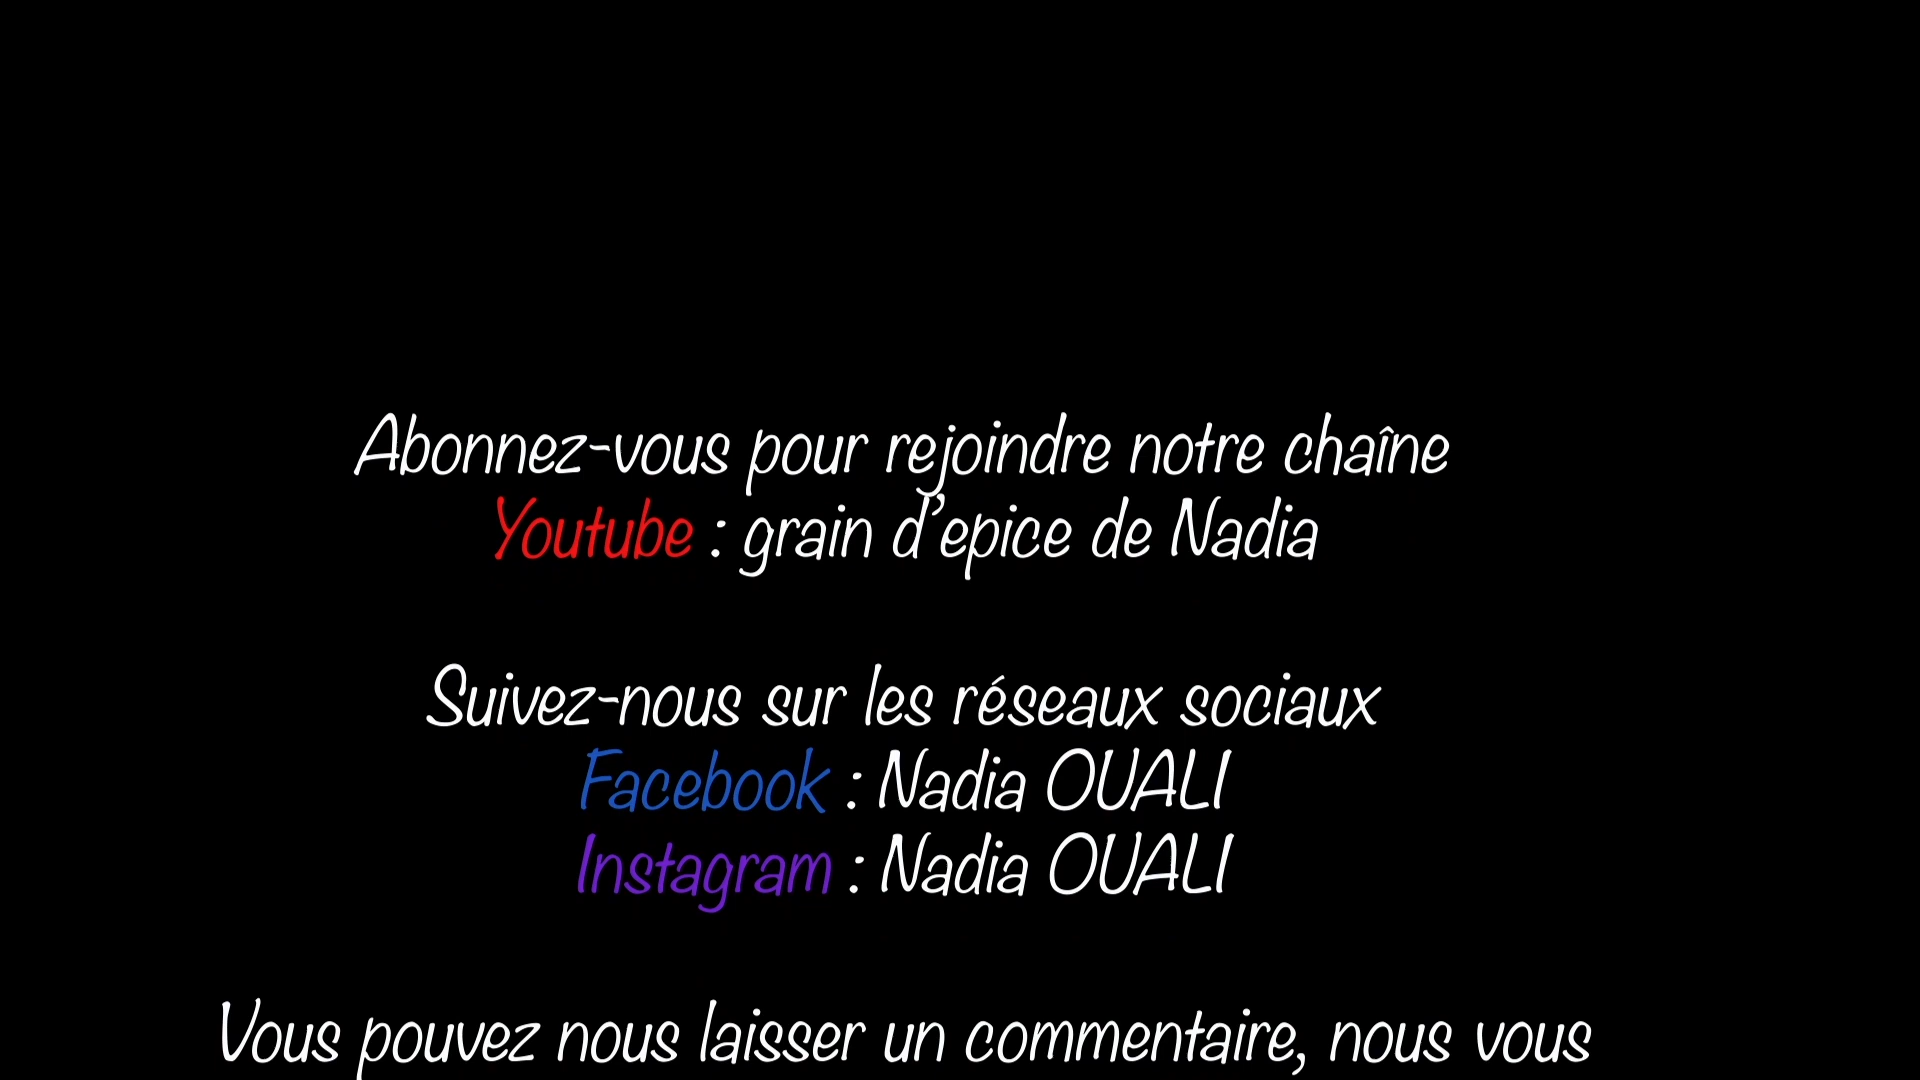 Abonnez-vous pour rejoindre notre chaîne
Youtube : grain d'epice de Nadia
Suivez-nous sur les réseaux sociaux
Facebook : Nadia OUALI
Instagram : Nadia OUALI
Vous pouvez nous laisser un commentaire, nous vous